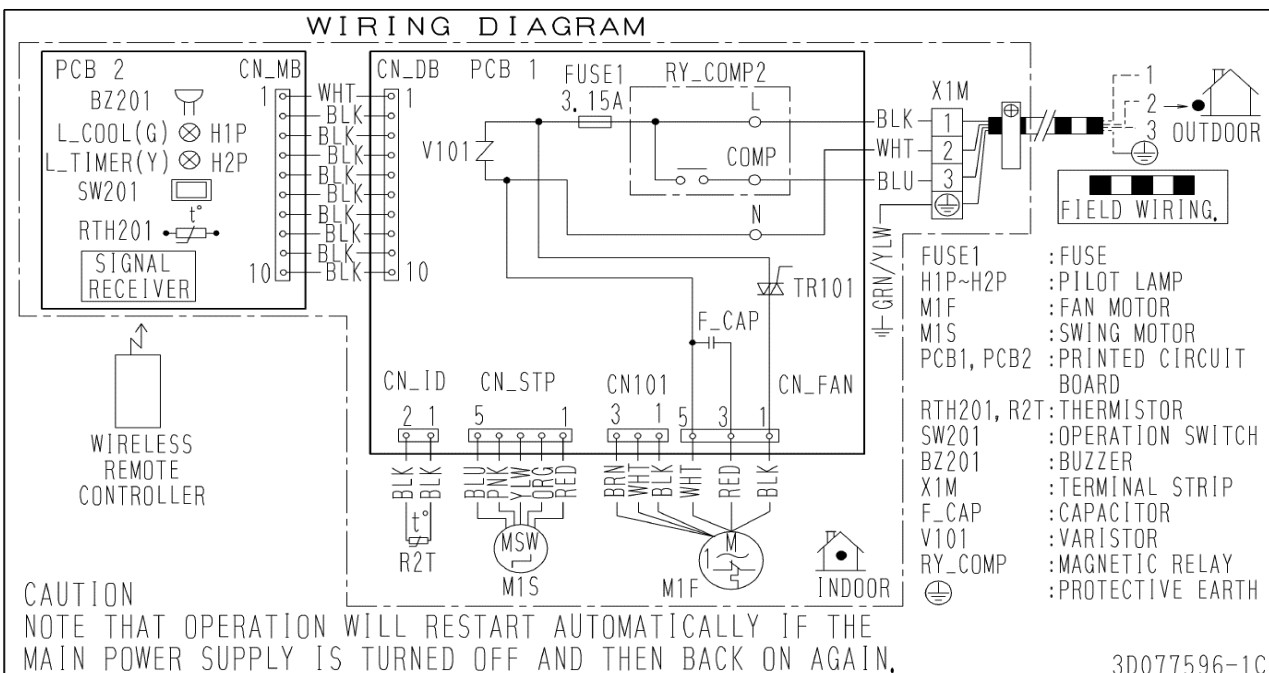 WIRING DIAGRAM
PCB 2
CN_MB
BZ201
L_COOL(G) H1P
L_TIMER(Y) H2P
SW201
t°
RTH201
SIGNAL
RECEIVER
1
10
WHT
BLK
BLK
BLK
BLK
BLK
BLK
BLK
BLK
BLK
CN_DB
1
10
PCB 1
FUSE1
3.15A
RY_COMP2
L
COMP
N
V101
TR101
F_CAP
BLK
WHT
BLU
GRN/YLW
X1M
1
2
3
1
2
3
OUTDOOR
FIELD WIRING.
WIRELESS
REMOTE
CONTROLLER
CN_ID
2 1
BLK BLK
t°
R2T
CN_STP
5 1
BLU PNK YLW ORG RED
MSW
M1S
CN101
3 1
BRN WHT BLK
CN_FAN
5 3 1
WHT RED BLK
M
1
M1F
INDOOR
FUSE1 :FUSE
H1P~H2P :PILOT LAMP
M1F :FAN MOTOR
M1S :SWING MOTOR
PCB1,PCB2 :PRINTED CIRCUIT
BOARD
RTH201,R2T:THERMISTOR
SW201 :OPERATION SWITCH
BZ201 :BUZZER
X1M :TERMINAL STRIP
F_CAP :CAPACITOR
V101 :VARISTOR
RY_COMP :MAGNETIC RELAY
:PROTECTIVE EARTH
CAUTION
NOTE THAT OPERATION WILL RESTART AUTOMATICALLY IF THE
MAIN POWER SUPPLY IS TURNED OFF AND THEN BACK ON AGAIN.
3D077596-1C